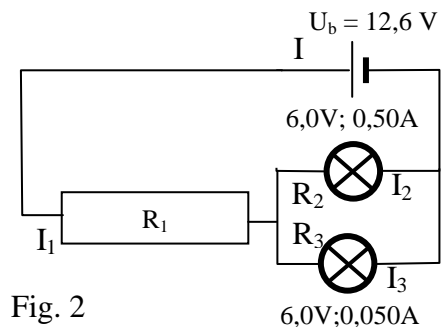 U_b = 12,6 V
I
6,0V; 0,50A
R_2
I_2
R_1
I_1
R_3
I_3
Fig. 2
6,0V;0,050A